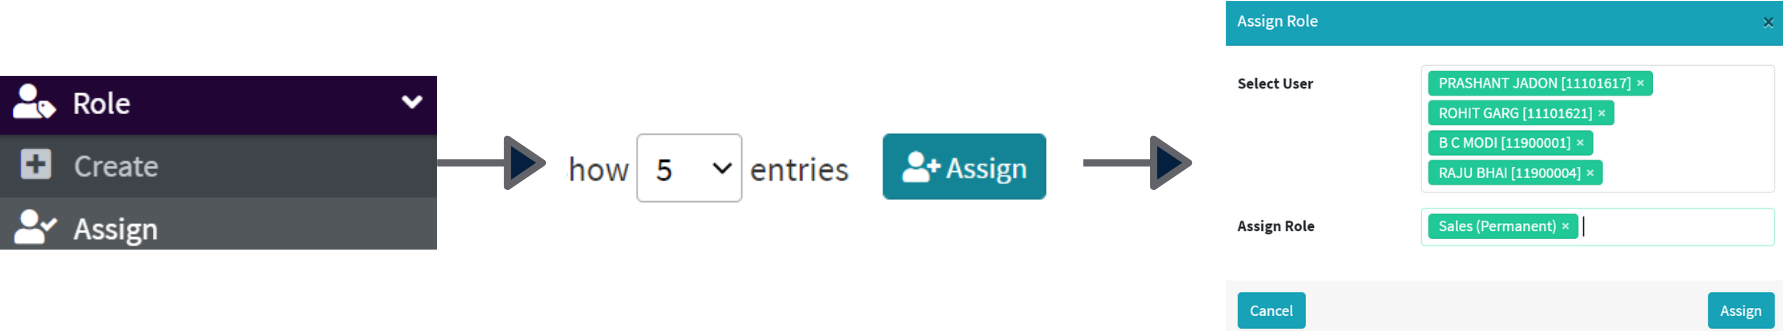 Role
Create
Assign
how 5 entries
Assign
Assign Role ×
Select User
PRASHANT JADON [11101617] ×
ROHIT GARG [11101621] ×
B C MODI [11900001] ×
RAJU BHAI [11900004] ×
Assign Role
Sales (Permanent) ×
Cancel
Assign